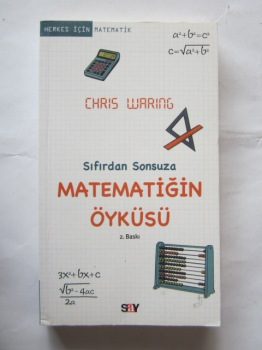 HERKES İÇİN MATEMATİK
a²+b²=c²
c=√a²+b²
CHRIS WARING
Sıfırdan Sonsuza
MATEMATİĞİN
ÖYKÜSÜ
2. Baskı
3x²+bx+c
√b²-4ac
2a
SAY